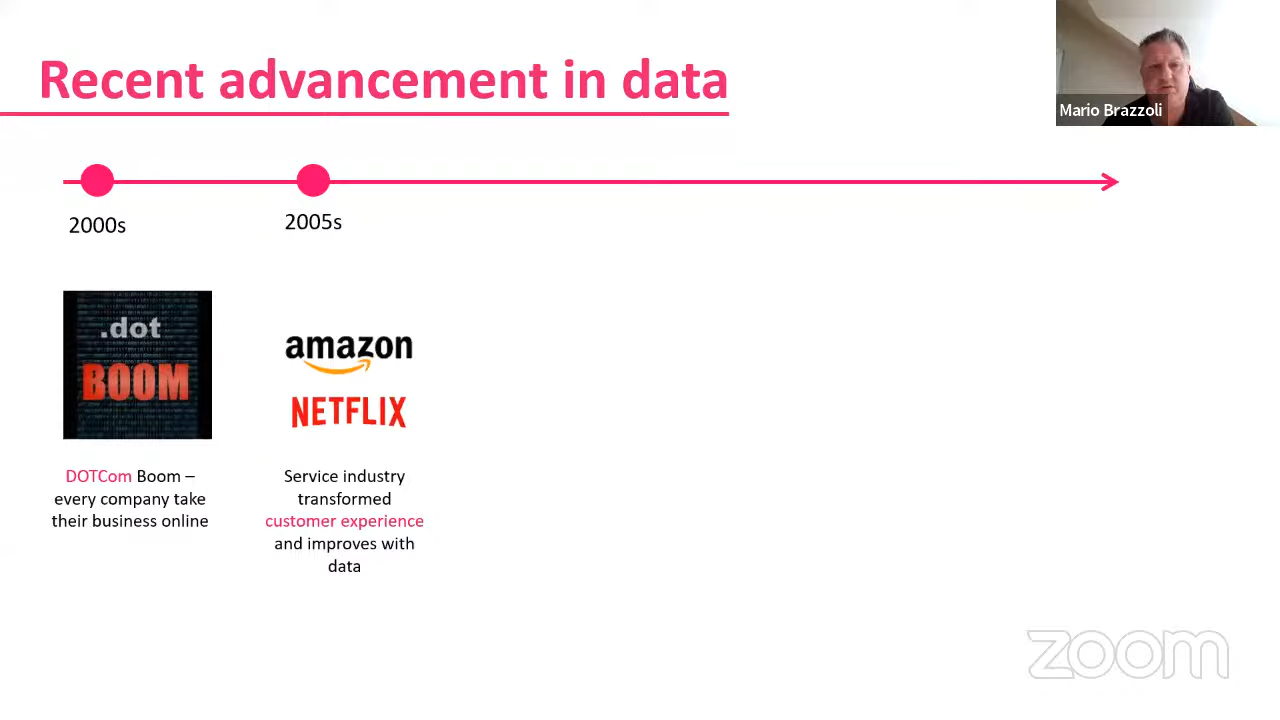 Recent advancement in data
Mario Brazzoli
2000s
2005s
.dot
BOOM
DOTCom Boom –
every company take
their business online
amazon
NETFLIX
Service industry
transformed
customer experience
and improves with
data
zoom